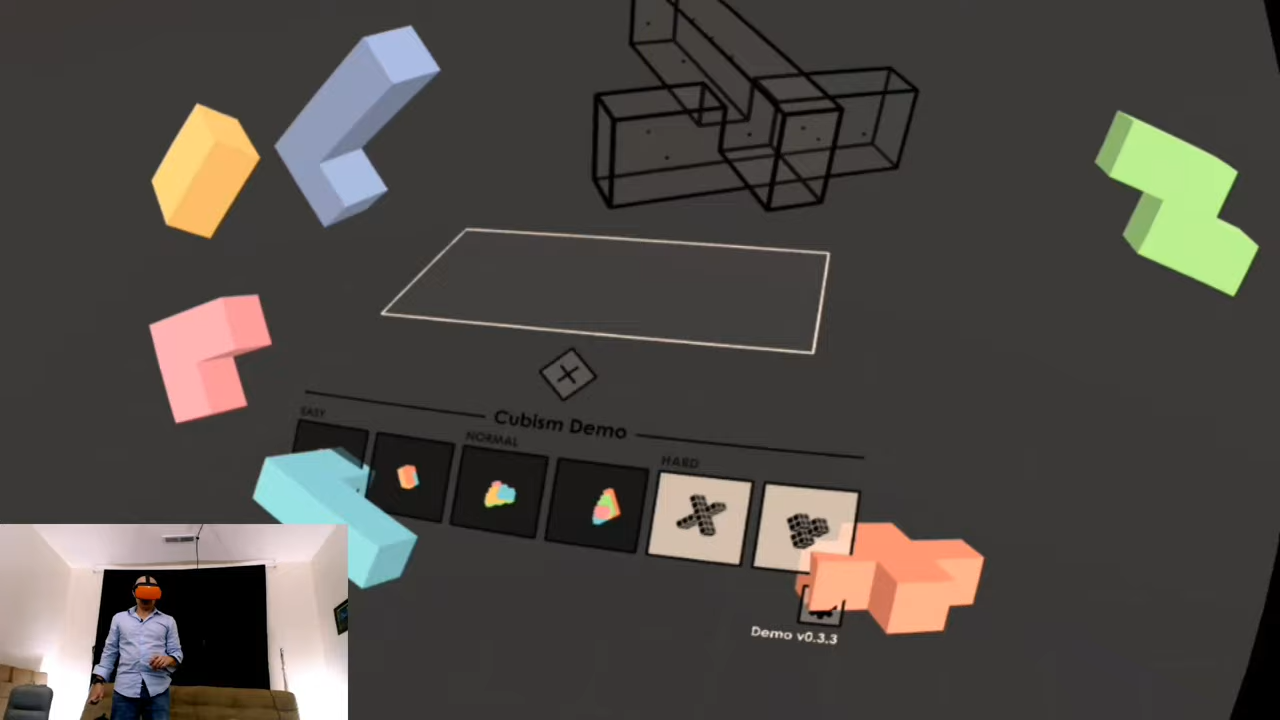 Cubism Demo
EASY
NORMAL
HARD
Demo v0.3.3